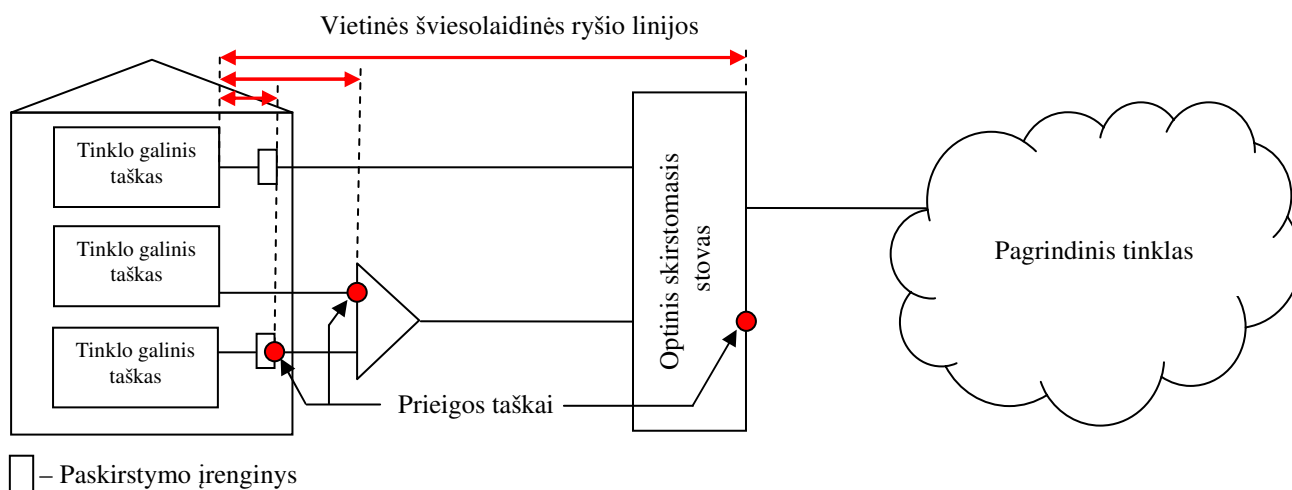 Vietinės šviesolaidinės ryšio linijos
Tinklo galinis
taškas
Tinklo galinis
taškas
Tinklo galinis
taškas
Optinis skirstomasis
stovas
Pagrindinis tinklas
Prieigos taškai
– Paskirstymo įrenginys